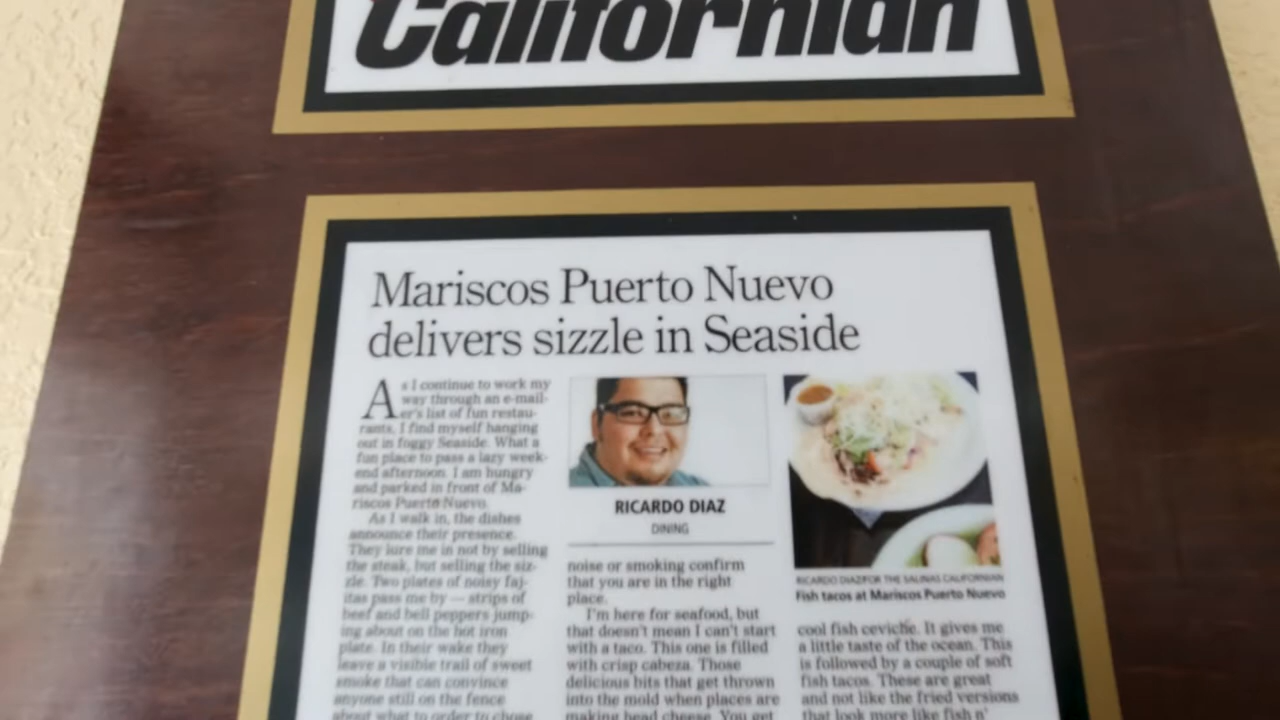 Californian
Mariscos Puerto Nuevo
delivers sizzle in Seaside
As I continue to work my
way through an e-mail-
er's list of fun restau-
rants, I find myself hanging
out in foggy Seaside. What a
fun place to pass a lazy week-
end afternoon. I am hungry
and parked in front of Ma-
riscos Puerto Nuevo.
As I walk in, the dishes
announce their presence.
They lure me in not by selling
the steak, but selling the siz-
zle. Two plates of noisy faj-
itas pass me by — strips of
beef and bell peppers jump-
ing about on the hot iron
plate. In their wake they
leave a visible trail of sweet
smoke that can convince
anyone still on the fence
about what to order to chose
RICARDO DIAZ
DINING
noise or smoking confirm
that you are in the right
place.
I'm here for seafood, but
that doesn't mean I can't start
with a taco. This one is filled
with crisp cabeza. Those
delicious bits that get thrown
into the mold when places are
making head cheese. You get
RICARDO DIAZ/FOR THE SALINAS CALIFORNIAN
Fish tacos at Mariscos Puerto Nuevo
cool fish ceviche. It gives me
a little taste of the ocean. This
is followed by a couple of soft
fish tacos. These are great
and not like the fried versions
that look more like fish n'